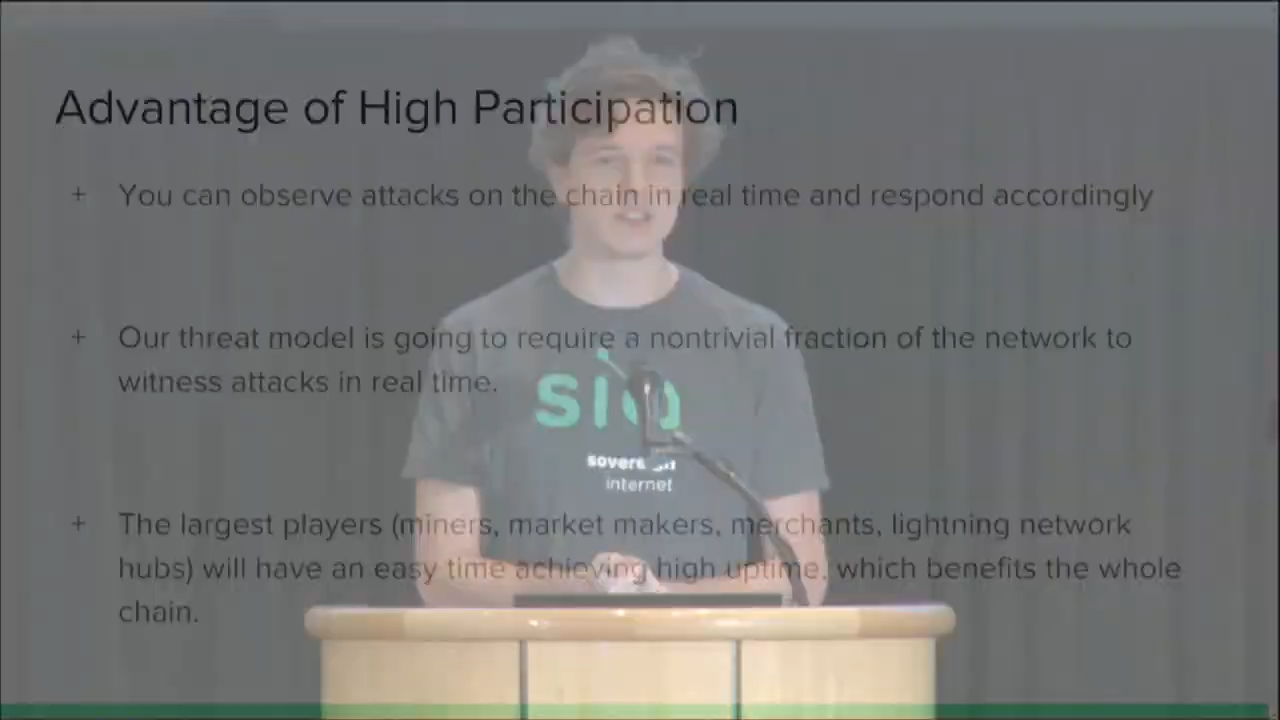 Advantage of High Participation
+ You can observe attacks on the chain in real time and respond accordingly
+ Our threat model is going to require a nontrivial fraction of the network to
witness attacks in real time.
sia
internet
+ The largest players (miners, market makers, merchants, lightning network
hubs) will have an easy time achieving high uptime, which benefits the whole
chain.